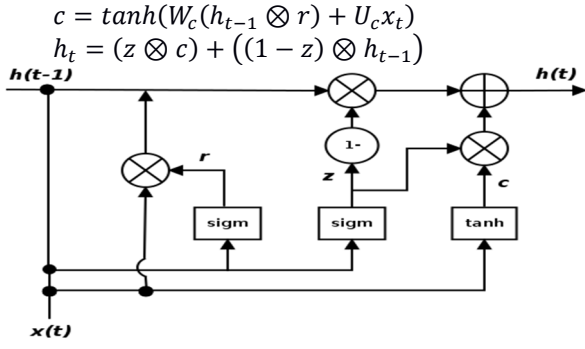 c = tanh(W_c(h_{t-1} ⊗ r) + U_c x_t)
h_t = (z ⊗ c) + ((1 − z) ⊗ h_{t-1})
h(t-1)
h(t)
1-
r
z
c
sigm
sigm
tanh
x(t)